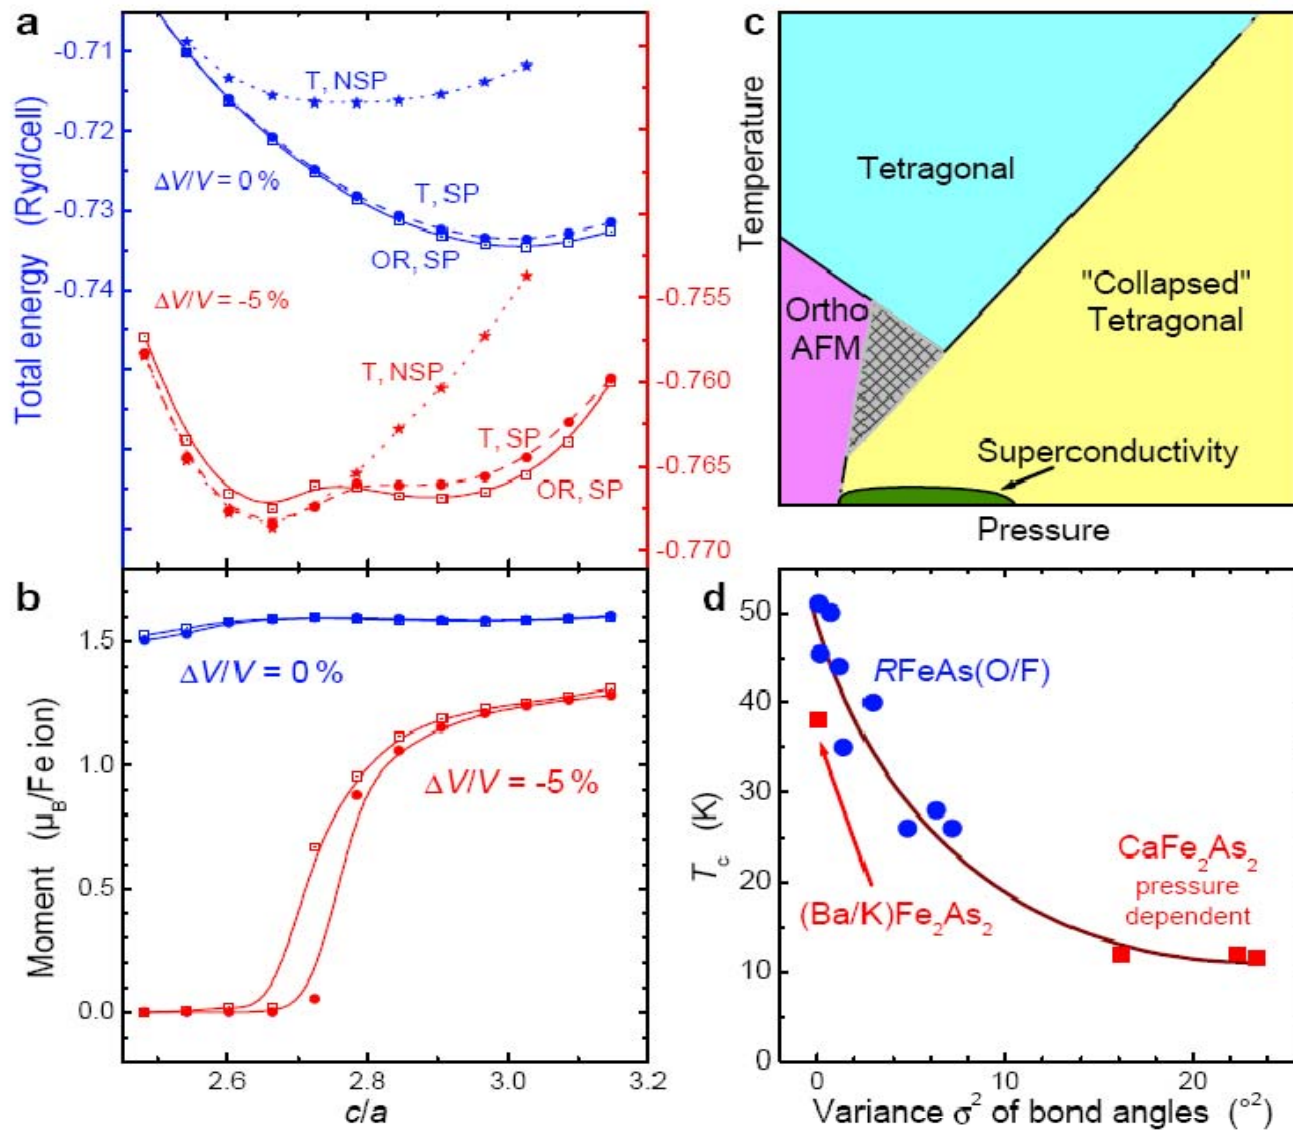 a
Total energy (Ryd/cell)
-0.71
-0.72
-0.73
-0.74
T, NSP
ΔV/V = 0 %
T, SP
OR, SP
ΔV/V = -5 %
T, NSP
T, SP
OR, SP
-0.755
-0.760
-0.765
-0.770
b
Moment (μB/Fe ion)
1.5
1.0
0.5
0.0
ΔV/V = 0 %
ΔV/V = -5 %
2.6 2.8 3.0 3.2
c/a
c
Temperature
Tetragonal
"Collapsed"
Tetragonal
Ortho
AFM
Superconductivity
Pressure
d
Tc (K)
50
40
30
20
10
0
RFeAs(O/F)
CaFe2As2
pressure
dependent
(Ba/K)Fe2As2
0 10 20
Variance σ² of bond angles (°²)